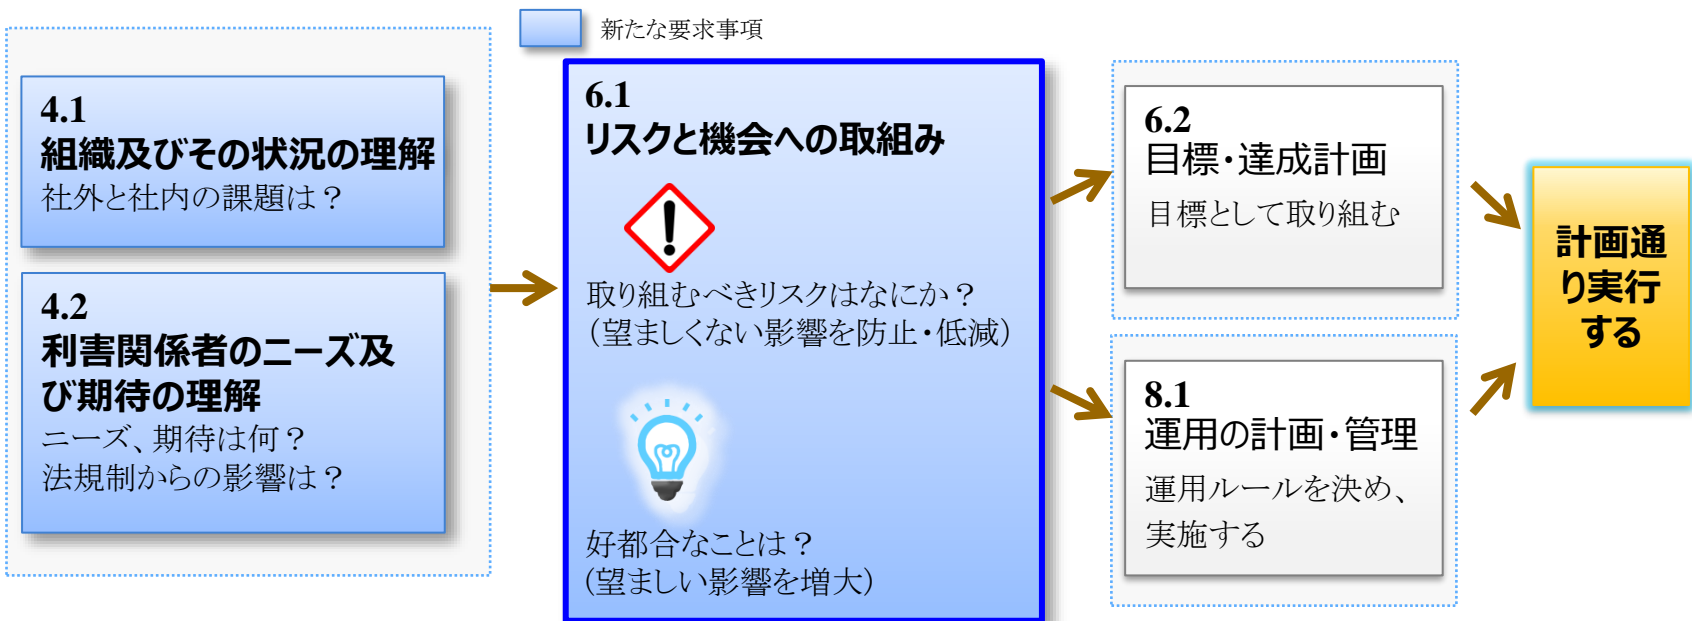 新たな要求事項
4.1
組織及びその状況の理解
社外と社内の課題は？
4.2
利害関係者のニーズ及
び期待の理解
ニーズ、期待は何？
法規制からの影響は？
6.1
リスクと機会への取組み
取り組むべきリスクはなにか？
（望ましくない影響を防止・低減）
好都合なことは？
(望ましい影響を増大）
6.2
目標・達成計画
目標として取り組む
8.1
運用の計画・管理
運用ルールを決め、
実施する
計画通
り実行
する